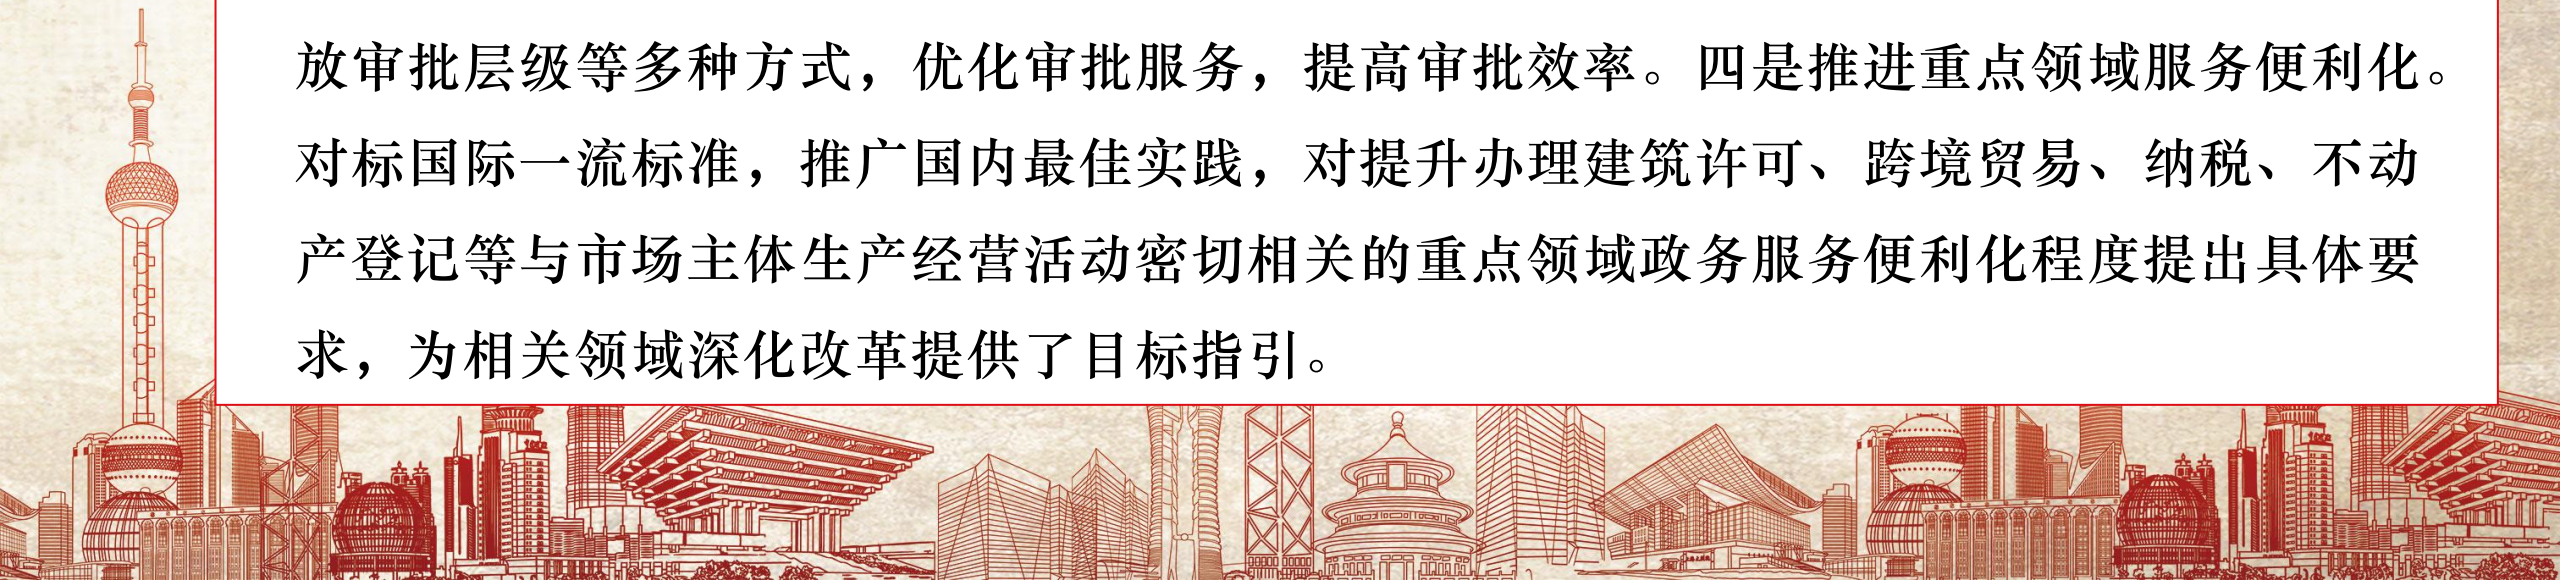 放审批层级等多种方式，优化审批服务，提高审批效率。四是推进重点领域服务便利化。
对标国际一流标准，推广国内最佳实践，对提升办理建筑许可、跨境贸易、纳税、不动
产登记等与市场主体生产经营活动密切相关的重点领域政务服务便利化程度提出具体要
求，为相关领域深化改革提供了目标指引。